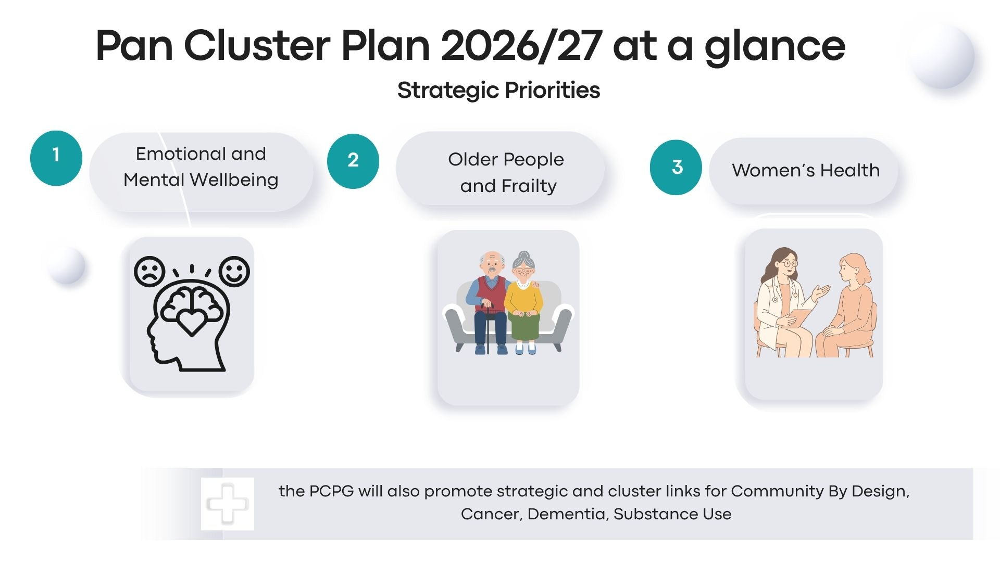 Pan Cluster Plan 2026/27 at a glance
Strategic Priorities
1
Emotional and
Mental Wellbeing
2
Older People
and Frailty
3
Women’s Health
the PCPG will also promote strategic and cluster links for Community By Design,
Cancer, Dementia, Substance Use